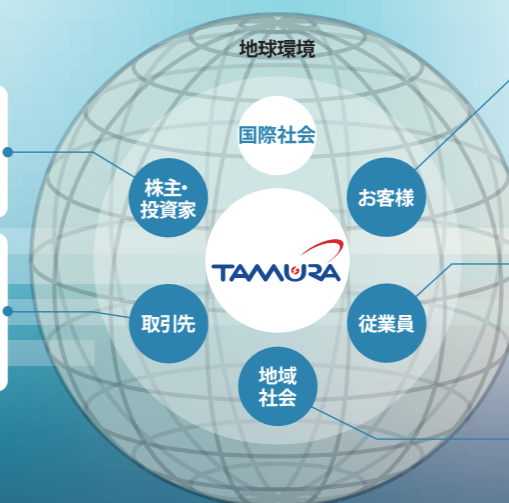 地球環境
国際社会
株主・
投資家
お客様
TAMURA
取引先
従業員
地域
社会